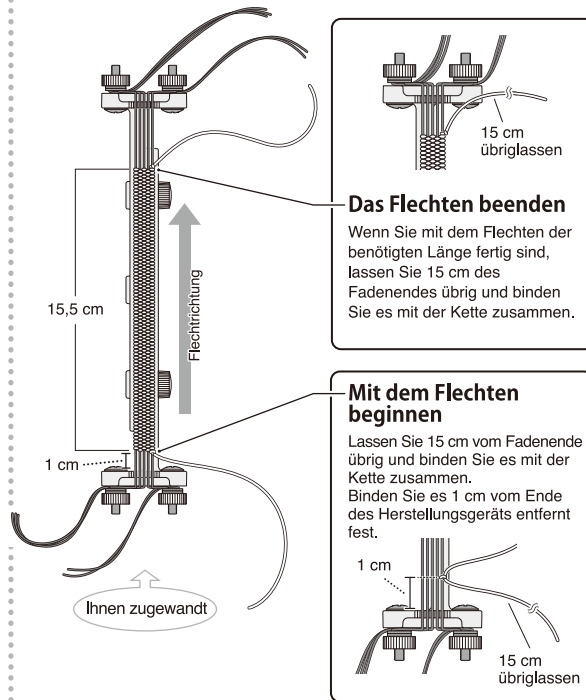 15 cm
übriglassen
Das Flechten beenden
Wenn Sie mit dem Flechten der
benötigten Länge fertig sind,
lassen Sie 15 cm des
Fadenendes übrig und binden
Sie es mit der Kette zusammen.
15,5 cm
Flechtrichtung
Mit dem Flechten
beginnen
Lassen Sie 15 cm vom Fadenende
übrig und binden Sie es mit der
Kette zusammen.
Binden Sie es 1 cm vom Ende
des Herstellungsgeräts entfernt
fest.
1 cm
1 cm
15 cm
übriglassen
Innen zugewandt